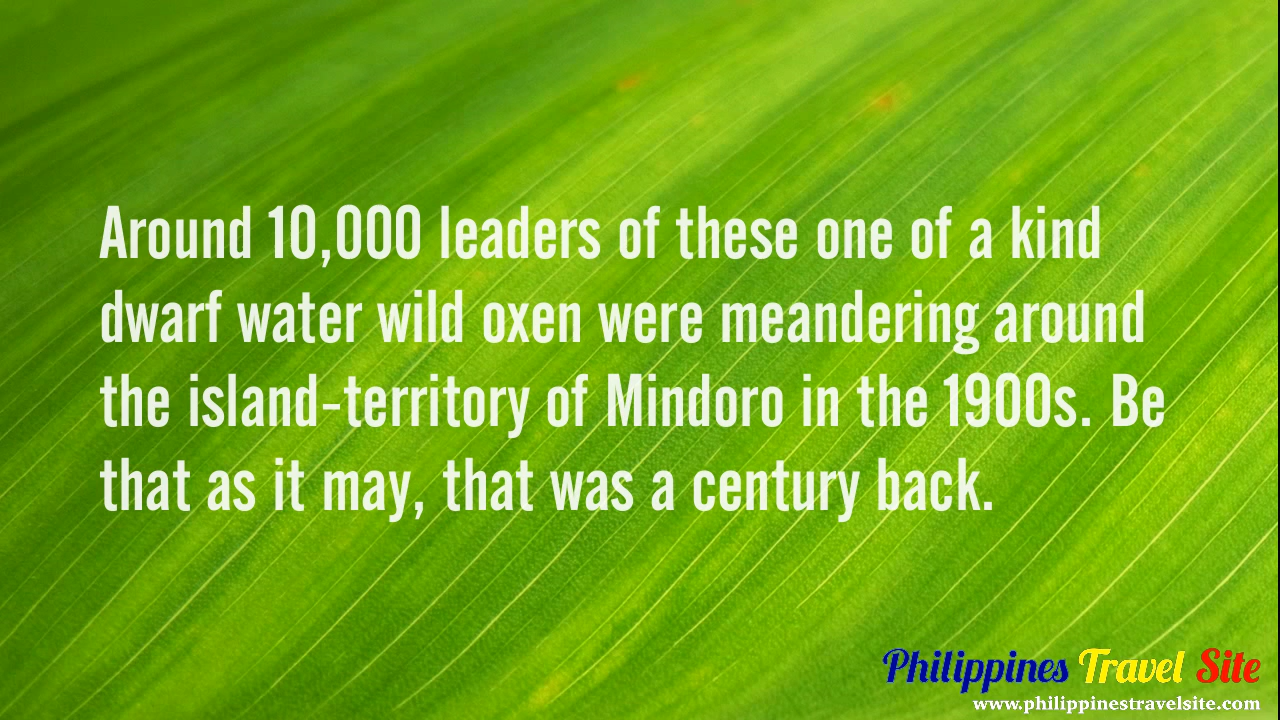 Around 10,000 leaders of these one of a kind
dwarf water wild oxen were meandering around
the island-territory of Mindoro in the 1900s. Be
that as it may, that was a century back.
Philippines Travel Site
www.philippinestravelsite.com